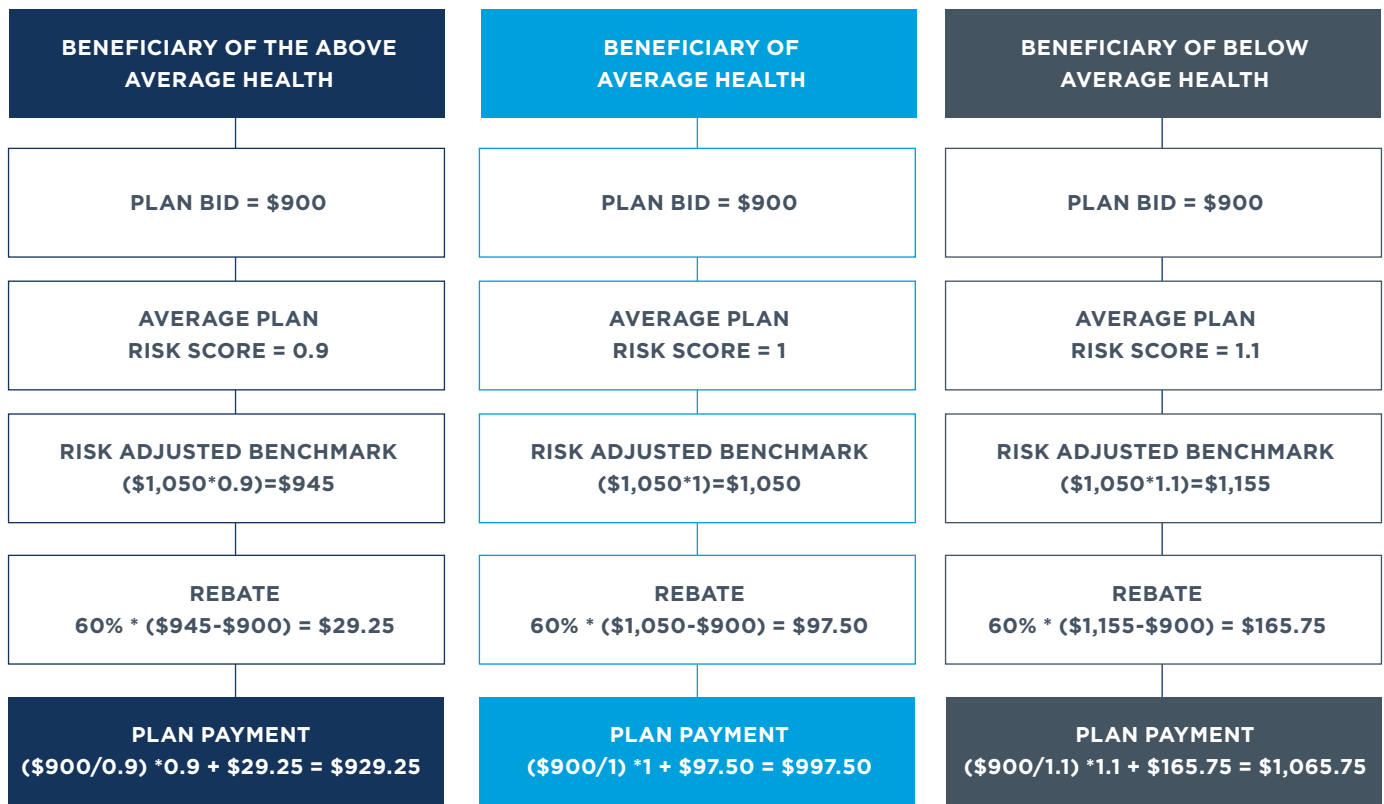 BENEFICIARY OF THE ABOVE
AVERAGE HEALTH
PLAN BID = $900
AVERAGE PLAN
RISK SCORE = 0.9
RISK ADJUSTED BENCHMARK
($1,050*0.9)=$945
REBATE
60% * ($945-$900) = $29.25
PLAN PAYMENT
($900/0.9) *0.9 + $29.25 = $929.25
BENEFICIARY OF
AVERAGE HEALTH
PLAN BID = $900
AVERAGE PLAN
RISK SCORE = 1
RISK ADJUSTED BENCHMARK
($1,050*1)=$1,050
REBATE
60% * ($1,050-$900) = $97.50
PLAN PAYMENT
($900/1) *1 + $97.50 = $997.50
BENEFICIARY OF BELOW
AVERAGE HEALTH
PLAN BID = $900
AVERAGE PLAN
RISK SCORE = 1.1
RISK ADJUSTED BENCHMARK
($1,050*1.1)=$1,155
REBATE
60% * ($1,155-$900) = $165.75
PLAN PAYMENT
($900/1.1) *1.1 + $165.75 = $1,065.75